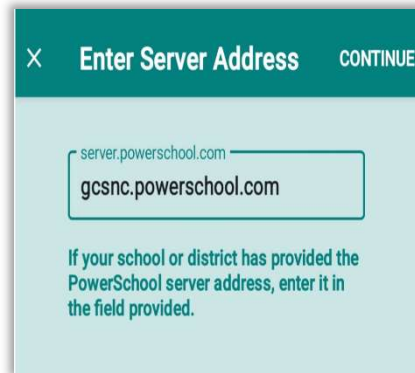 Enter Server Address CONTINUE
server.powerschool.com
gcsnc.powerschool.com
If your school or district has provided the
PowerSchool server address, enter it in
the field provided.